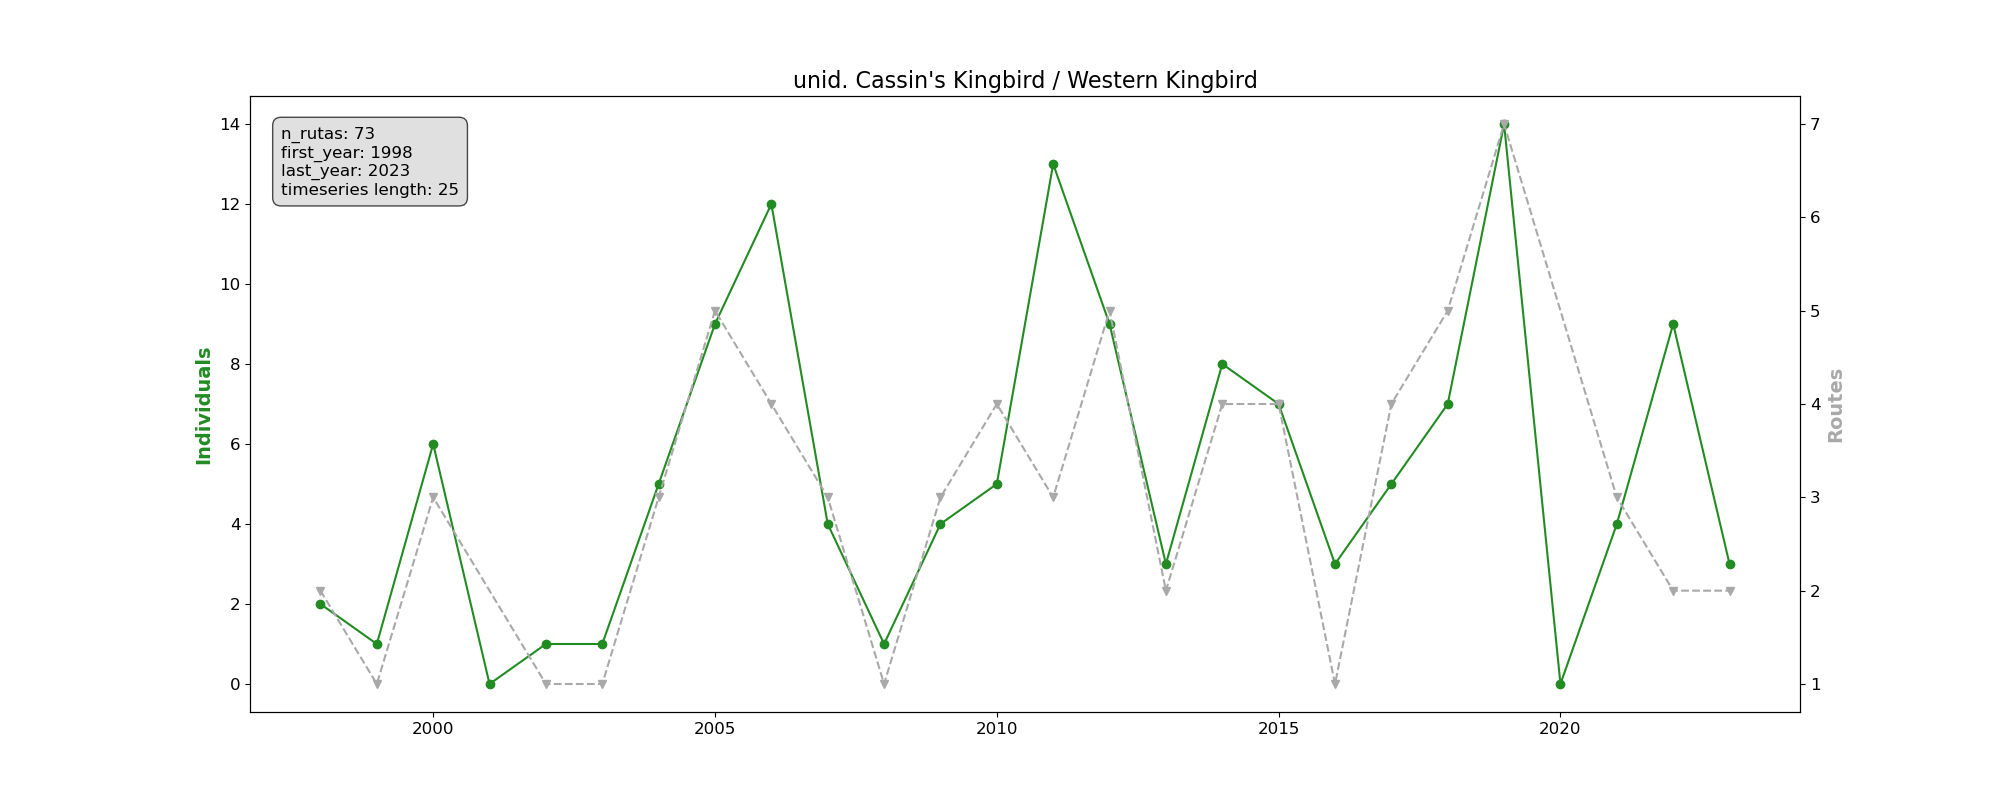 unid. Cassin's Kingbird / Western Kingbird
n_rutas: 73
first_year: 1998
last_year: 2023
timeseries length: 25
Individuals
14
12
10
8
6
4
2
0
7
6
5
4
3
2
1
Routes
2000
2005
2010
2015
2020